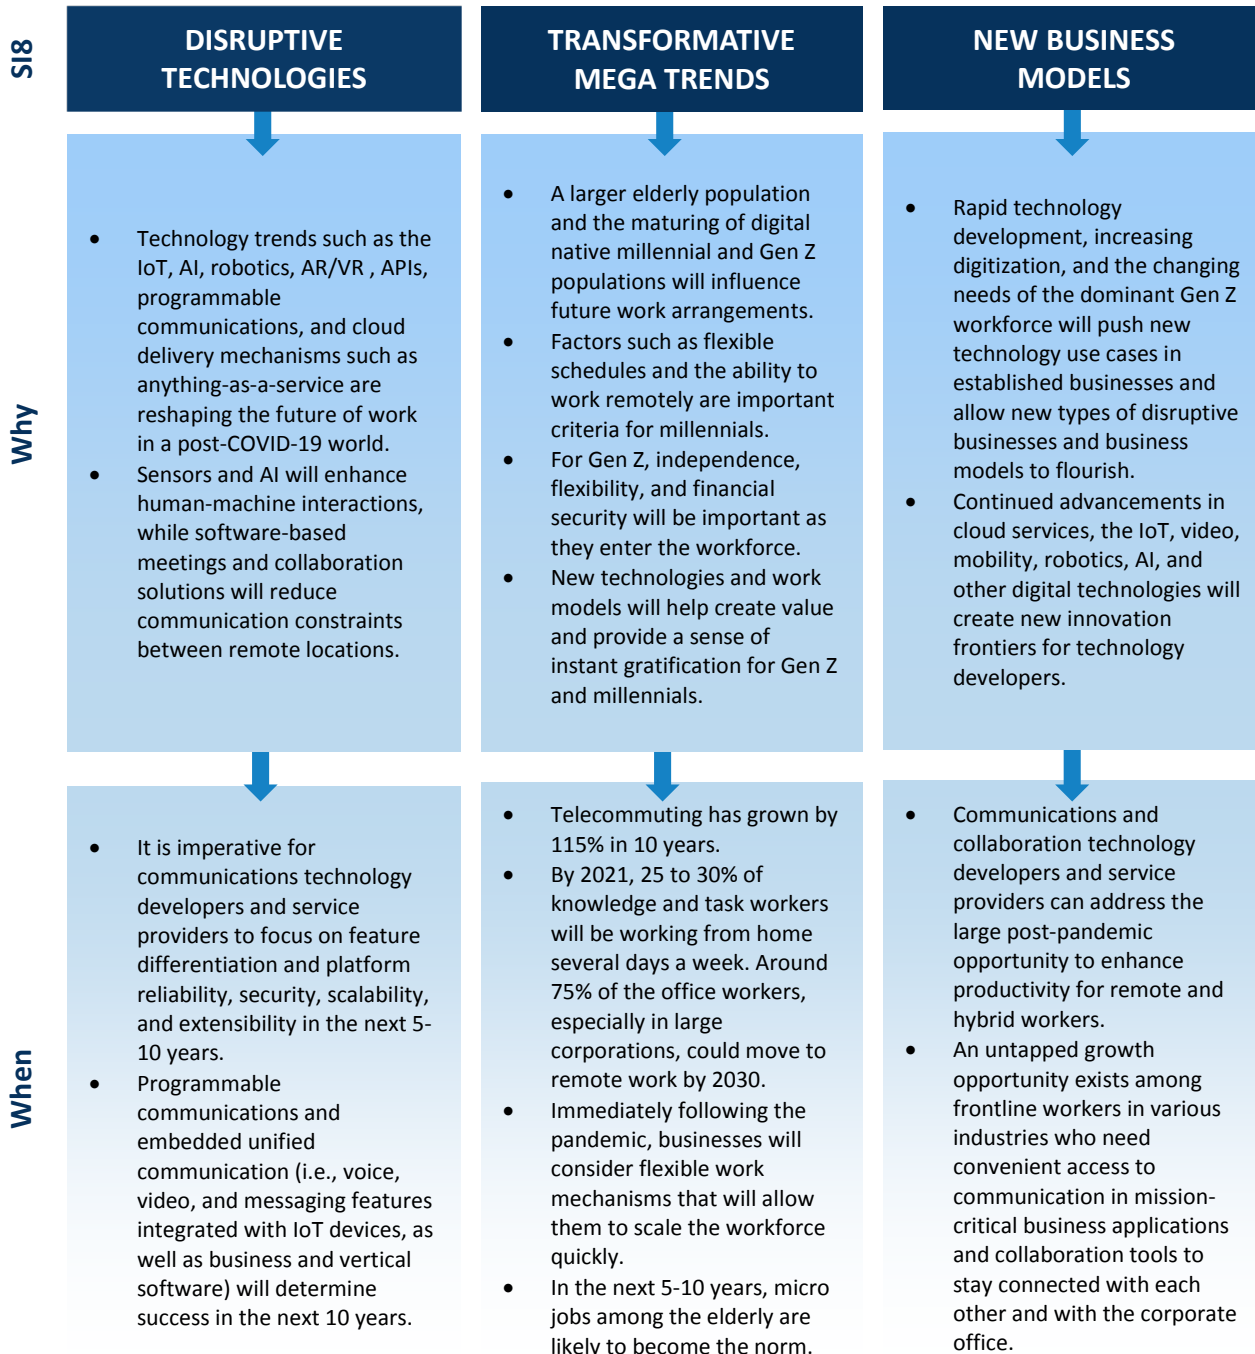 SI8
DISRUPTIVE
TECHNOLOGIES
TRANSFORMATIVE
MEGA TRENDS
NEW BUSINESS
MODELS
Why
• Technology trends such as the
IoT, AI, robotics, AR/VR , APIs,
programmable
communications, and cloud
delivery mechanisms such as
anything-as-a-service are
reshaping the future of work
in a post-COVID-19 world.
• Sensors and AI will enhance
human-machine interactions,
while software-based
meetings and collaboration
solutions will reduce
communication constraints
between remote locations.
• A larger elderly population
and the maturing of digital
native millennial and Gen Z
populations will influence
future work arrangements.
• Factors such as flexible
schedules and the ability to
work remotely are important
criteria for millennials.
• For Gen Z, independence,
flexibility, and financial
security will be important as
they enter the workforce.
• New technologies and work
models will help create value
and provide a sense of
instant gratification for Gen Z
and millennials.
• Rapid technology
development, increasing
digitization, and the changing
needs of the dominant Gen Z
workforce will push new
technology use cases in
established businesses and
allow new types of disruptive
businesses and business
models to flourish.
• Continued advancements in
cloud services, the IoT, video,
mobility, robotics, AI, and
other digital technologies will
create new innovation
frontiers for technology
developers.
When
• It is imperative for
communications technology
developers and service
providers to focus on feature
differentiation and platform
reliability, security, scalability,
and extensibility in the next 5-
10 years.
• Programmable
communications and
embedded unified
communication (i.e., voice,
video, and messaging features
integrated with IoT devices, as
well as business and vertical
software) will determine
success in the next 10 years.
• Telecommuting has grown by
115% in 10 years.
• By 2021, 25 to 30% of
knowledge and task workers
will be working from home
several days a week. Around
75% of the office workers,
especially in large
corporations, could move to
remote work by 2030.
• Immediately following the
pandemic, businesses will
consider flexible work
mechanisms that will allow
them to scale the workforce
quickly.
• In the next 5-10 years, micro
jobs among the elderly are
likely to become the norm.
• Communications and
collaboration technology
developers and service
providers can address the
large post-pandemic
opportunity to enhance
productivity for remote and
hybrid workers.
• An untapped growth
opportunity exists among
frontline workers in various
industries who need
convenient access to
communication in mission-
critical business applications
and collaboration tools to
stay connected with each
other and with the corporate
office.